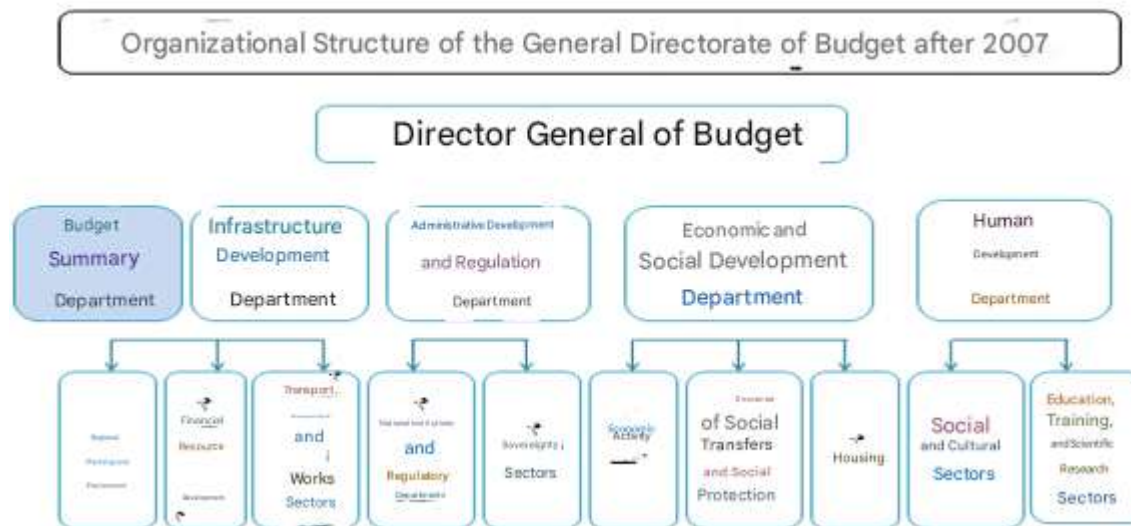 Organizational Structure of the General Directorate of Budget after 2007
Director General of Budget
Budget
Summary
Department
Infrastructure
Development
Department
Administrative Development
and Regulation
Department
Economic and
Social Development
Department
Human
Development
Department
Financial
Resource
Transport,
and
Works
Sectors
and
Regulatory
Departments
Sovereignty
Sectors
Economic
Activity
of Social
Transfers
and Social
Protection
Housing
Social
and Cultural
Sectors
Education,
Training,
and Scientific
Research
Sectors